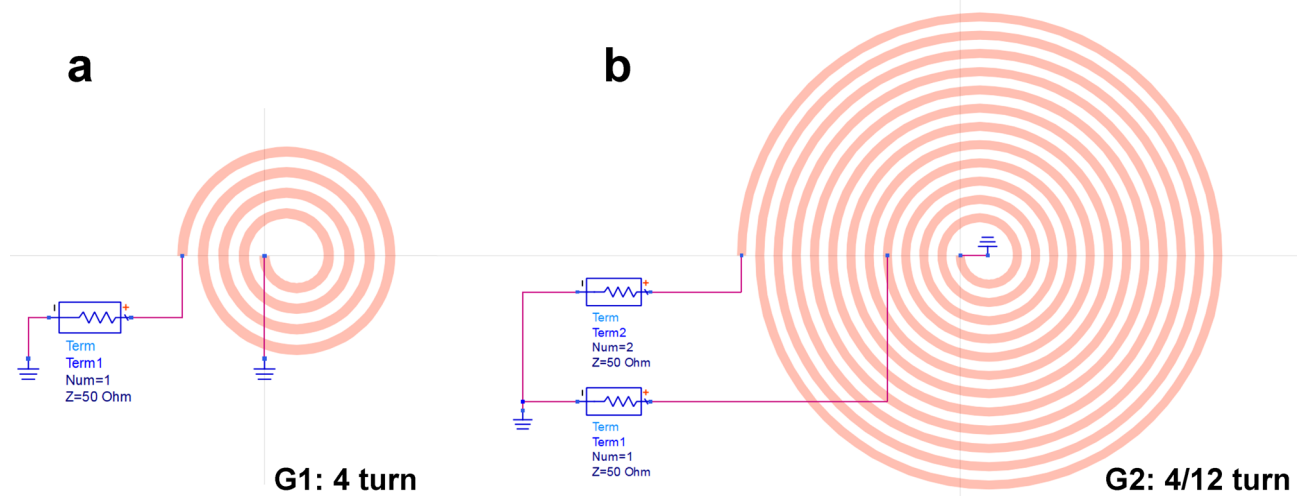 a
b
Term
Term1
Num=1
Z=50 Ohm
G1: 4 turn
Term
Term2
Num=2
Z=50 Ohm
Term
Term1
Num=1
Z=50 Ohm
G2: 4/12 turn